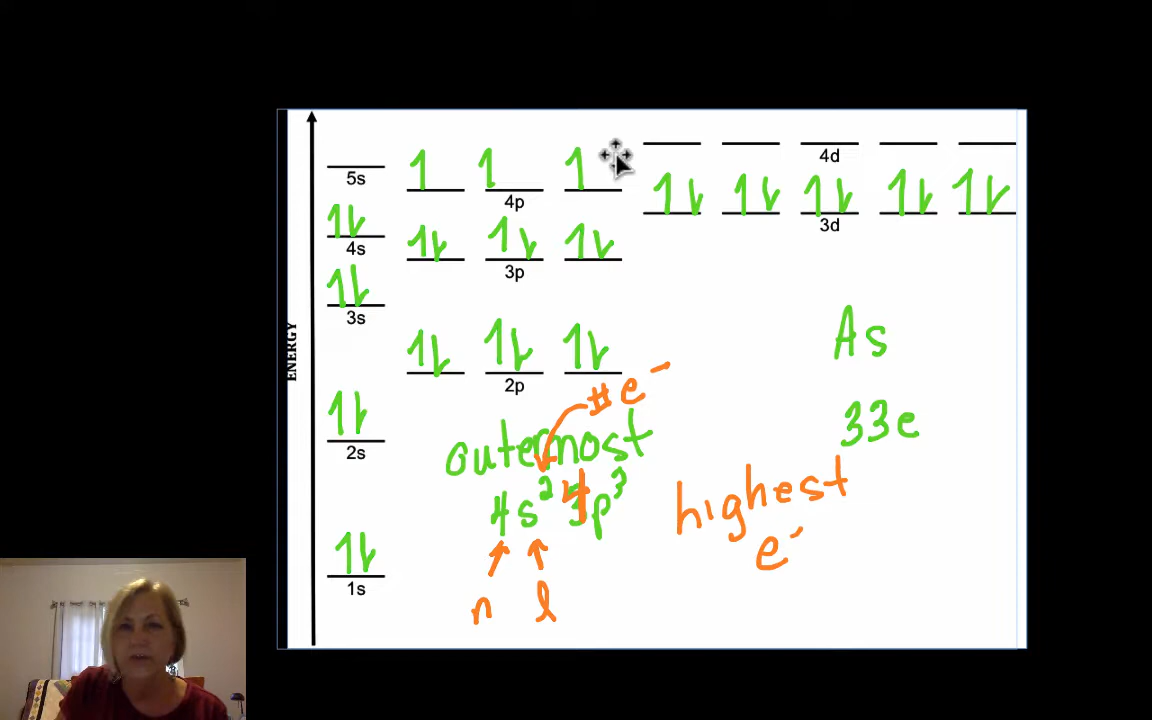 5s
4p
4d
4s
3p
3d
3s
ENERGY
2p
2s
1s
As
33e
#e⁻
outermost
4s² 4p³
n l
highest
e⁻